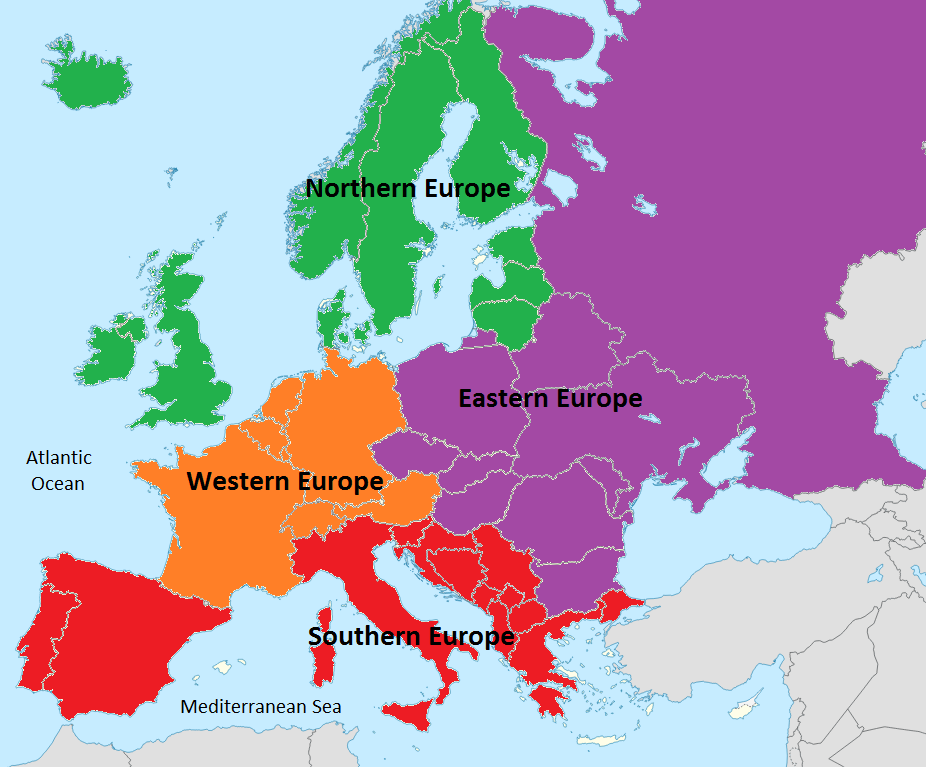 Northern Europe
Eastern Europe
Atlantic
Ocean
Western Europe
Southern Europe
Mediterranean Sea